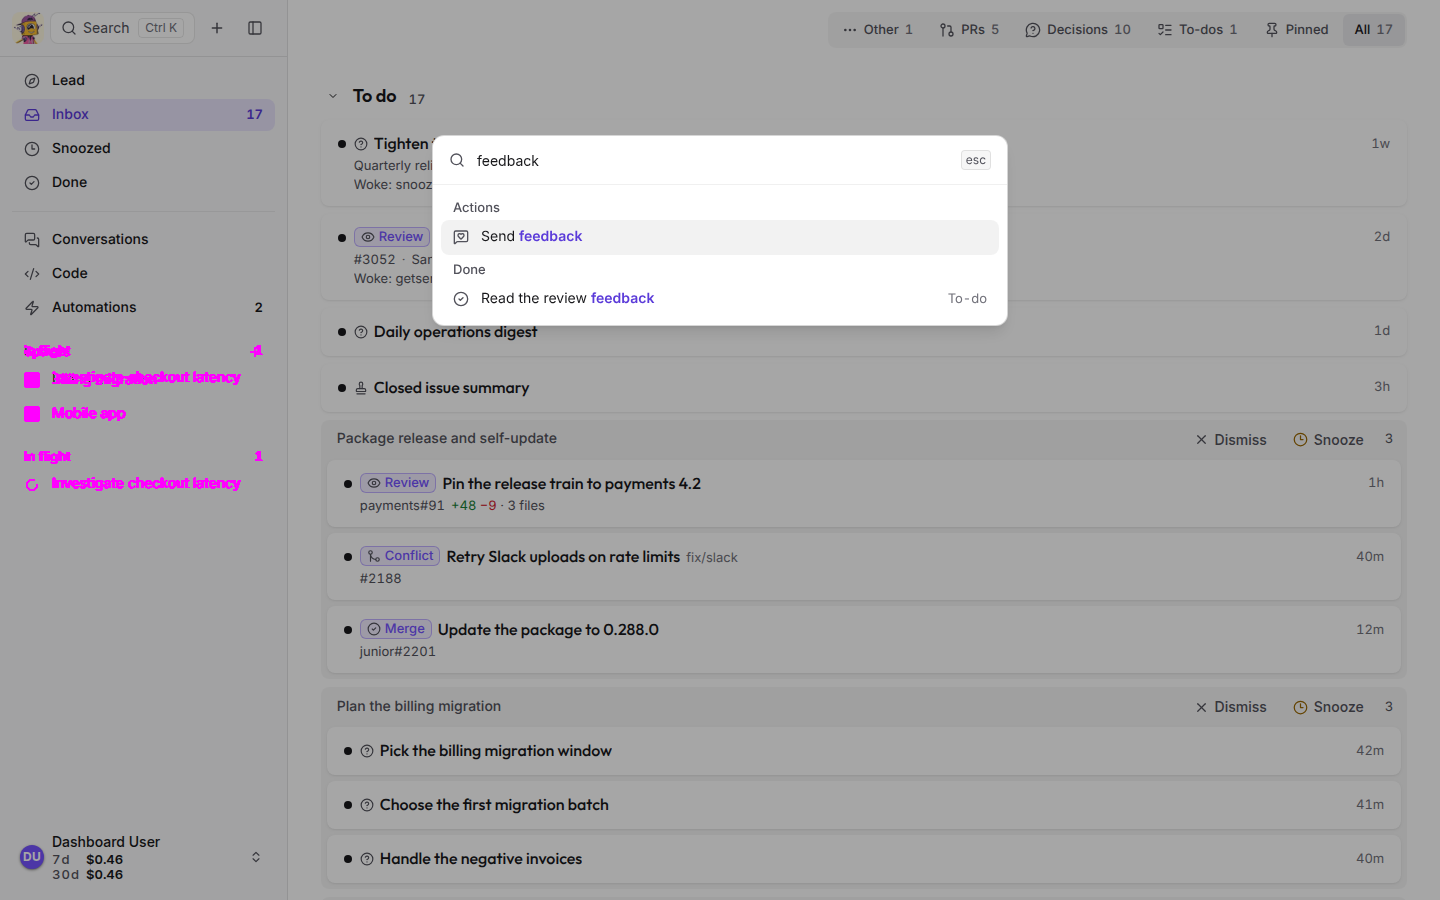 Search Ctrl K
Lead
Inbox 17
Snoozed
Done
Conversations
Code
Automations 2
Investigate checkout latency
Mobile app
In flight 1
Investigate checkout latency
DU
Dashboard User
7d $0.46
30d $0.46
Other 1
PRs 5
Decisions 10
To-dos 1
Pinned
All 17
To do 17
Tighten
1w
Quarterly reli
Woke: snooz
Review
2d
#3052 · Sar
Woke: getser
feedback esc
Actions
Send feedback
Done
Read the review feedback To-do
Daily operations digest 1d
Closed issue summary 3h
Package release and self-update Dismiss Snooze 3
Review Pin the release train to payments 4.2 1h
payments#91 +48 −9 · 3 files
Conflict Retry Slack uploads on rate limits fix/slack 40m
#2188
Merge Update the package to 0.288.0 12m
junior#2201
Plan the billing migration Dismiss Snooze 3
Pick the billing migration window 42m
Choose the first migration batch 41m
Handle the negative invoices 40m